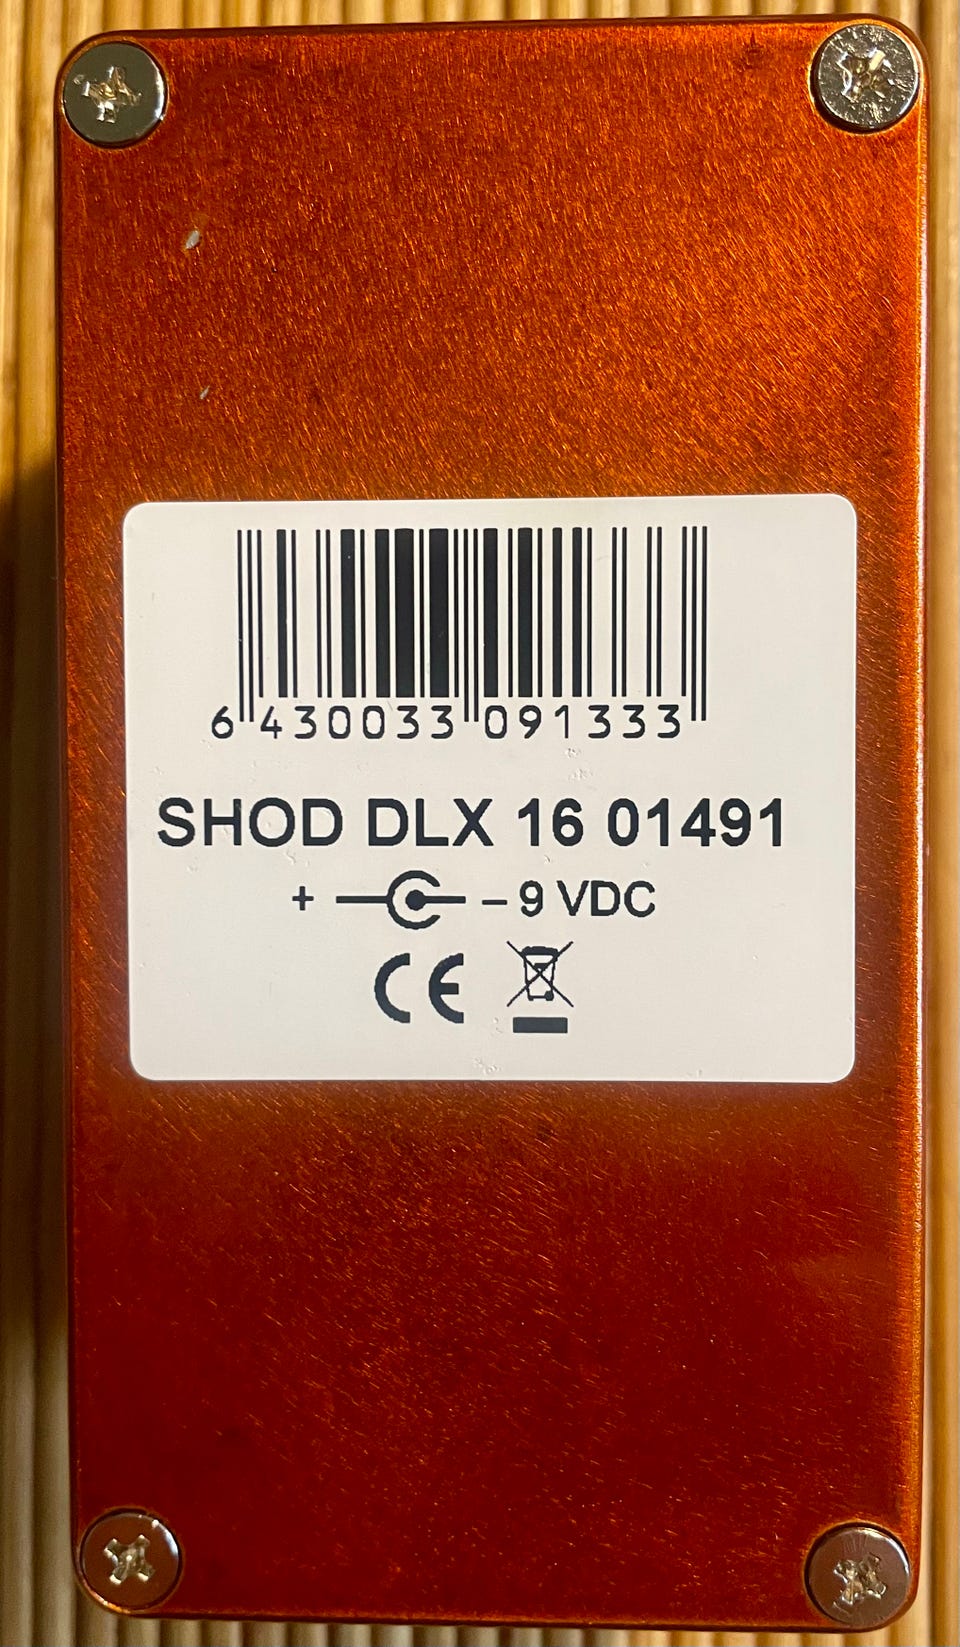 6 430033 091333
SHOD DLX 16 01491
+ – 9 VDC
CE